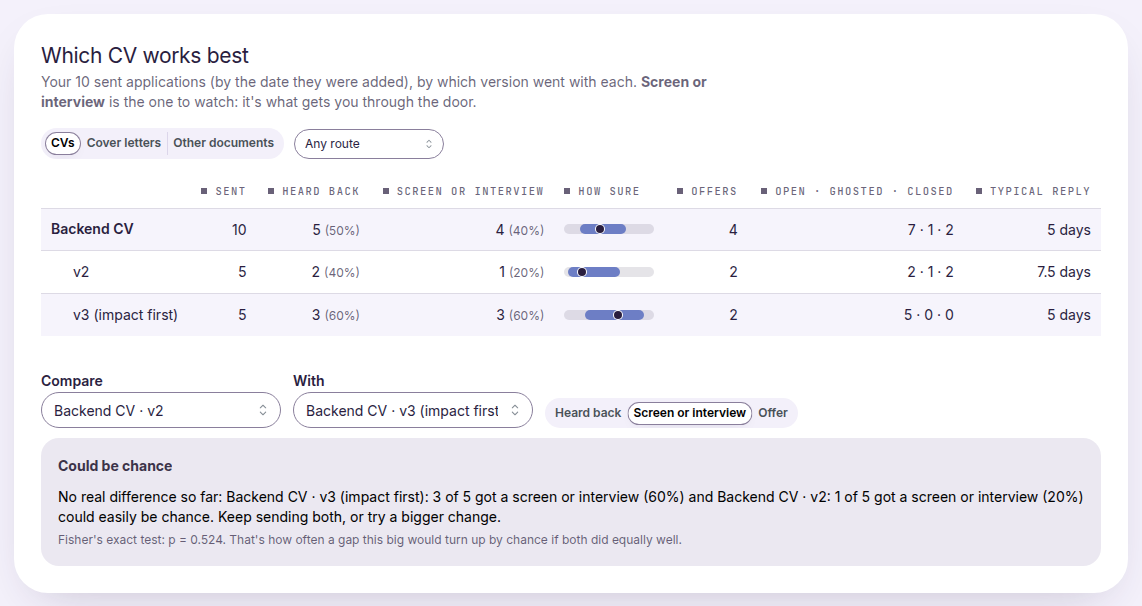 Which CV works best
Your 10 sent applications (by the date they were added), by which version went with each. Screen or
interview is the one to watch: it's what gets you through the door.
CVs Cover letters Other documents Any route
SENT HEARD BACK SCREEN OR INTERVIEW HOW SURE OFFERS OPEN · GHOSTED · CLOSED TYPICAL REPLY
Backend CV 10 5 (50%) 4 (40%) 4 7 · 1 · 2 5 days
v2 5 2 (40%) 1 (20%) 2 2 · 1 · 2 7.5 days
v3 (impact first) 5 3 (60%) 3 (60%) 2 5 · 0 · 0 5 days
Compare With
Backend CV · v2 Backend CV · v3 (impact first Heard back Screen or interview Offer
Could be chance
No real difference so far: Backend CV · v3 (impact first): 3 of 5 got a screen or interview (60%) and Backend CV · v2: 1 of 5 got a screen or interview (20%)
could easily be chance. Keep sending both, or try a bigger change.
Fisher's exact test: p = 0.524. That's how often a gap this big would turn up by chance if both did equally well.